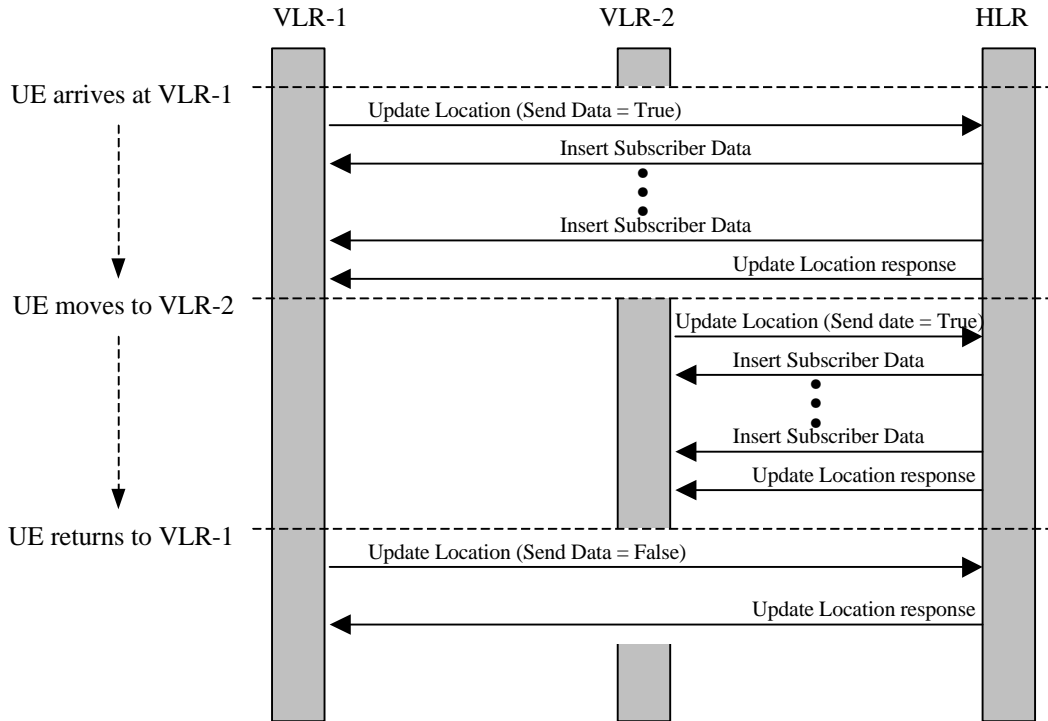 VLR-1
VLR-2
HLR
UE arrives at VLR-1
Update Location (Send Data = True)
Insert Subscriber Data
Insert Subscriber Data
Update Location response
UE moves to VLR-2
Update Location (Send date = True)
Insert Subscriber Data
Insert Subscriber Data
Update Location response
UE returns to VLR-1
Update Location (Send Data = False)
Update Location response